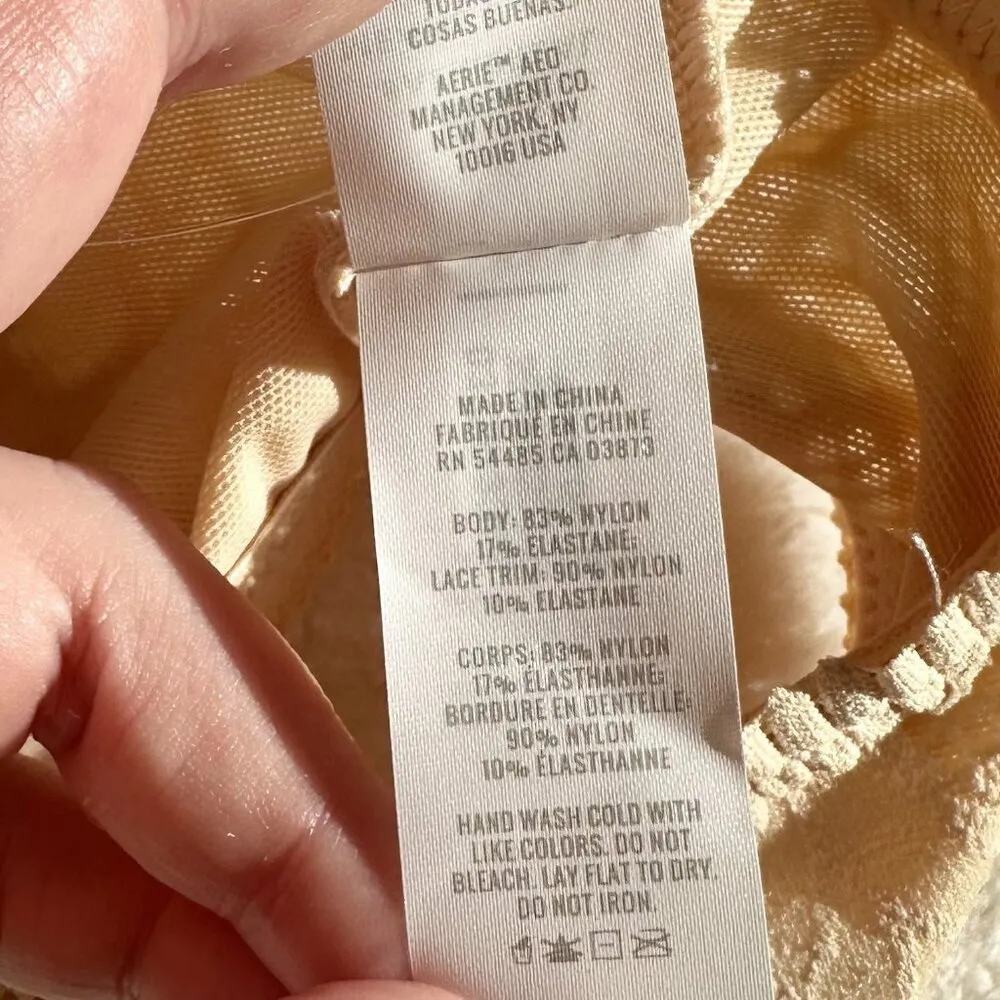 COSAS BUENAS.
AERIE™ AEO
MANAGEMENT CO.
NEW YORK, NY
10016 USA
MADE IN CHINA
FABRIQUÉ EN CHINE
RN 54485 CA 03873
BODY: 83% NYLON
17% ELASTANE;
LACE TRIM: 90% NYLON
10% ELASTANE
CORPS: 83% NYLON
17% ÉLASTHANNE;
BORDURE EN DENTELLE:
90% NYLON
10% ÉLASTHANNE
HAND WASH COLD WITH
LIKE COLORS. DO NOT
BLEACH. LAY FLAT TO DRY.
DO NOT IRON.